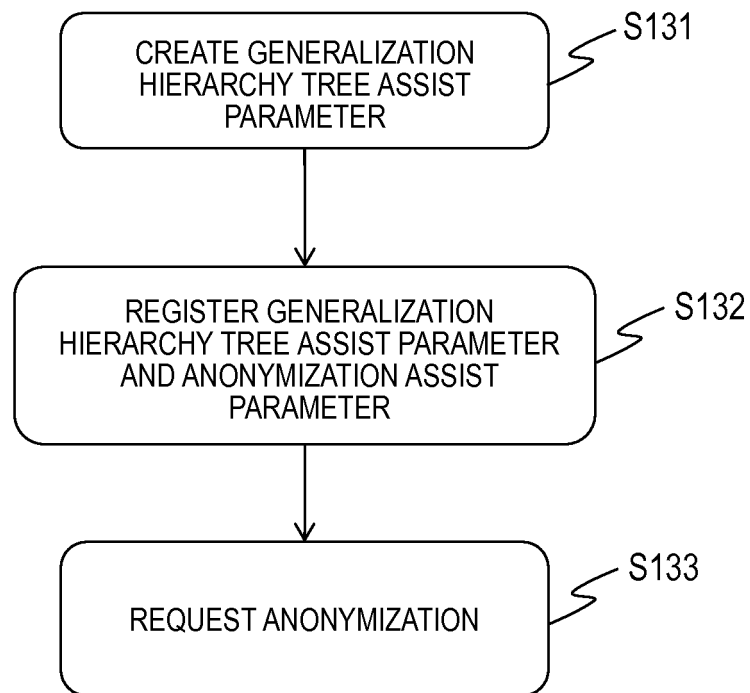 S131
CREATE GENERALIZATION
HIERARCHY TREE ASSIST
PARAMETER
S132
REGISTER GENERALIZATION
HIERARCHY TREE ASSIST PARAMETER
AND ANONYMIZATION ASSIST
PARAMETER
S133
REQUEST ANONYMIZATION